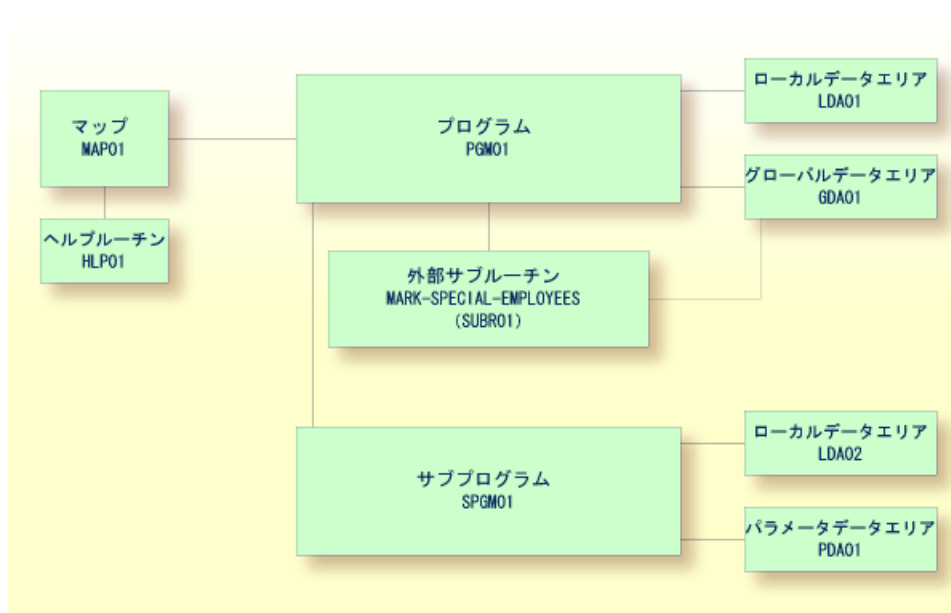 マップ
MAP01
ヘルプルーチン
HLP01
プログラム
PGM01
外部サブルーチン
MARK-SPECIAL-EMPLOYEES
(SUBR01)
サブプログラム
SPGM01
ローカルデータエリア
LDA01
グローバルデータエリア
GDA01
ローカルデータエリア
LDA02
パラメータデータエリア
PDA01